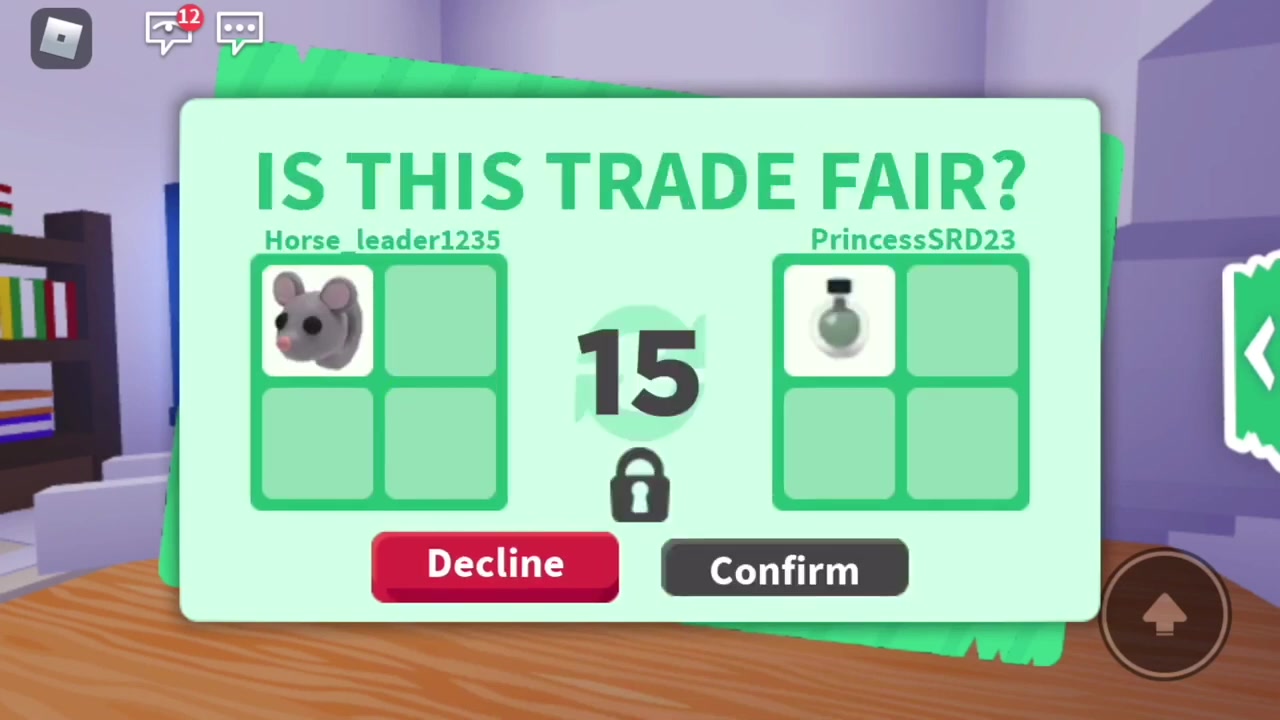 12
IS THIS TRADE FAIR?
Horse_leader1235
PrincessSRD23
15
Decline
Confirm